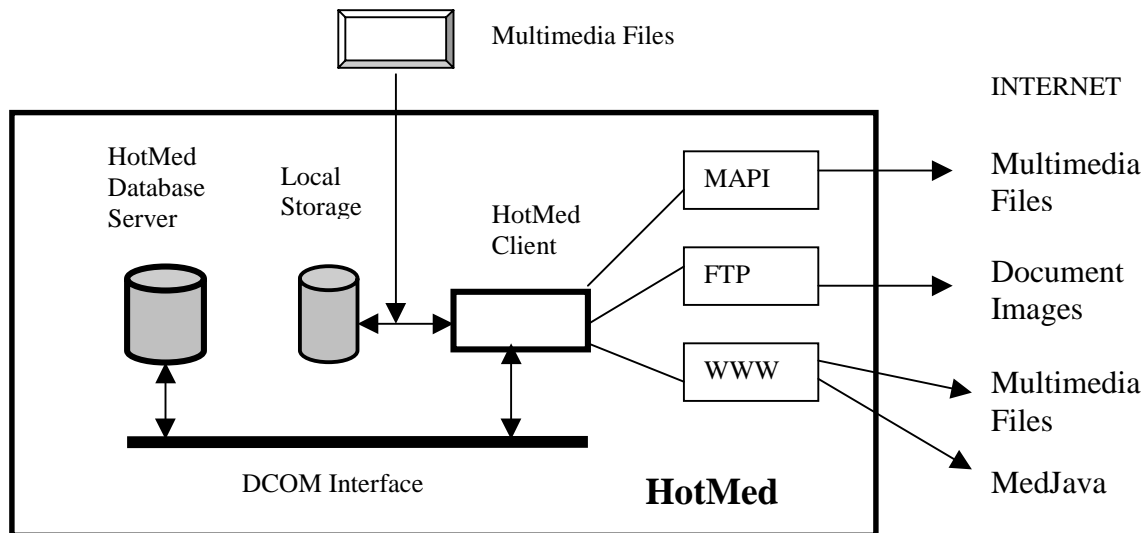 Multimedia Files
INTERNET
HotMed
Database
Server
Local
Storage
HotMed
Client
MAPI
Multimedia
Files
FTP
Document
Images
WWW
Multimedia
Files
MedJava
DCOM Interface
HotMed